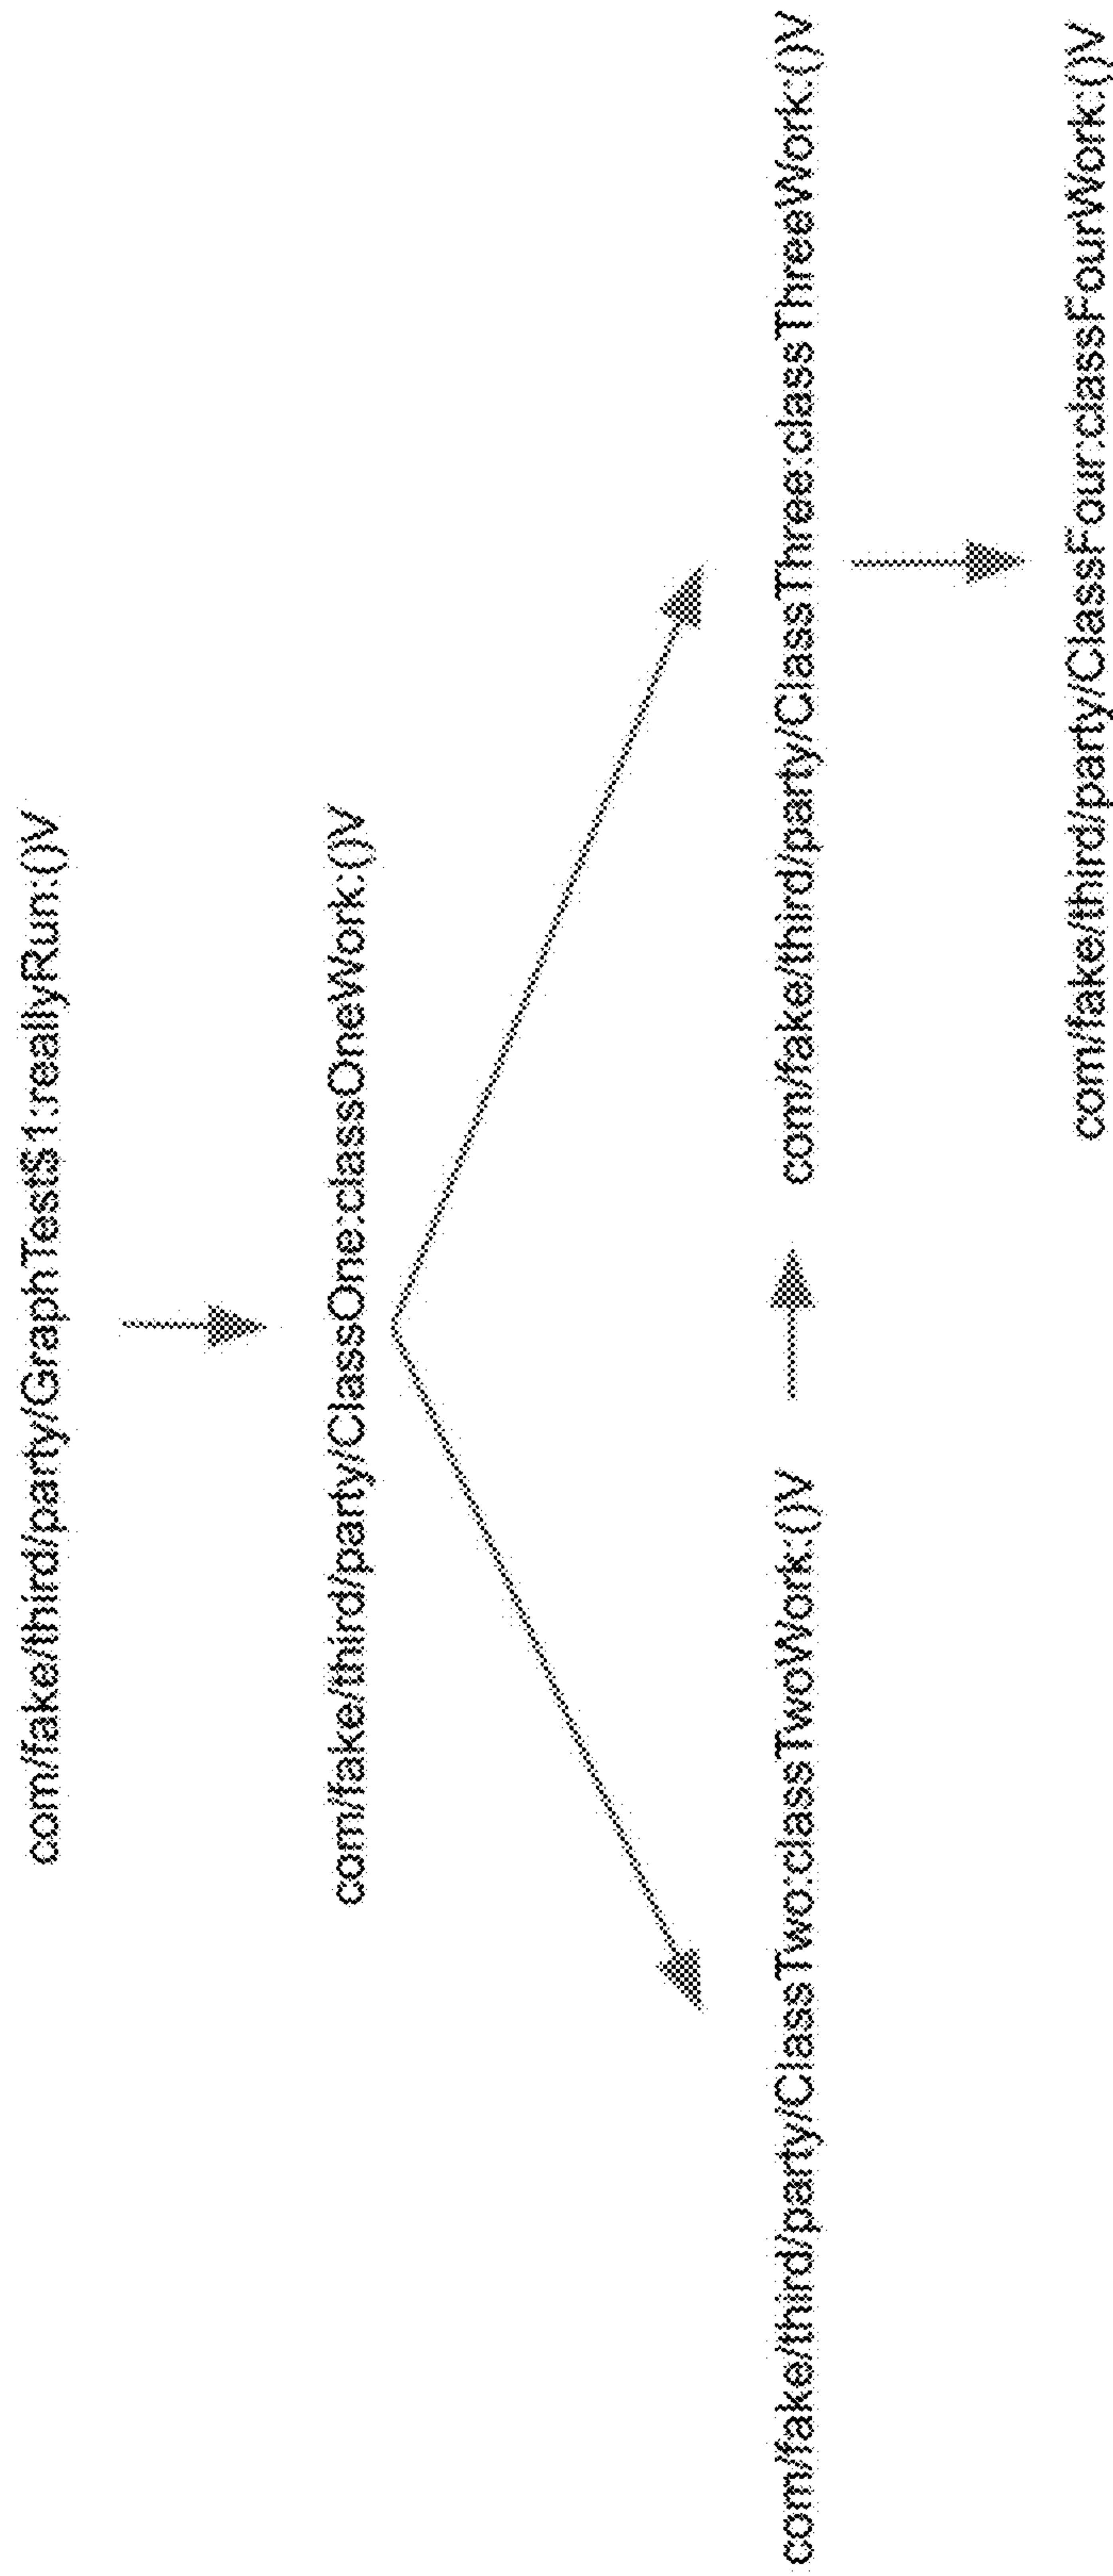 com/fake/third/party/GraphTest$1:reallyRun:()V
com/fake/third/party/ClassOne:classOneWork:()V
com/fake/third/party/ClassTwo:classTwoWork:()V
com/fake/third/party/ClassThree:classThreeWork:()V
com/fake/third/party/ClassFour:classFourWork:()V